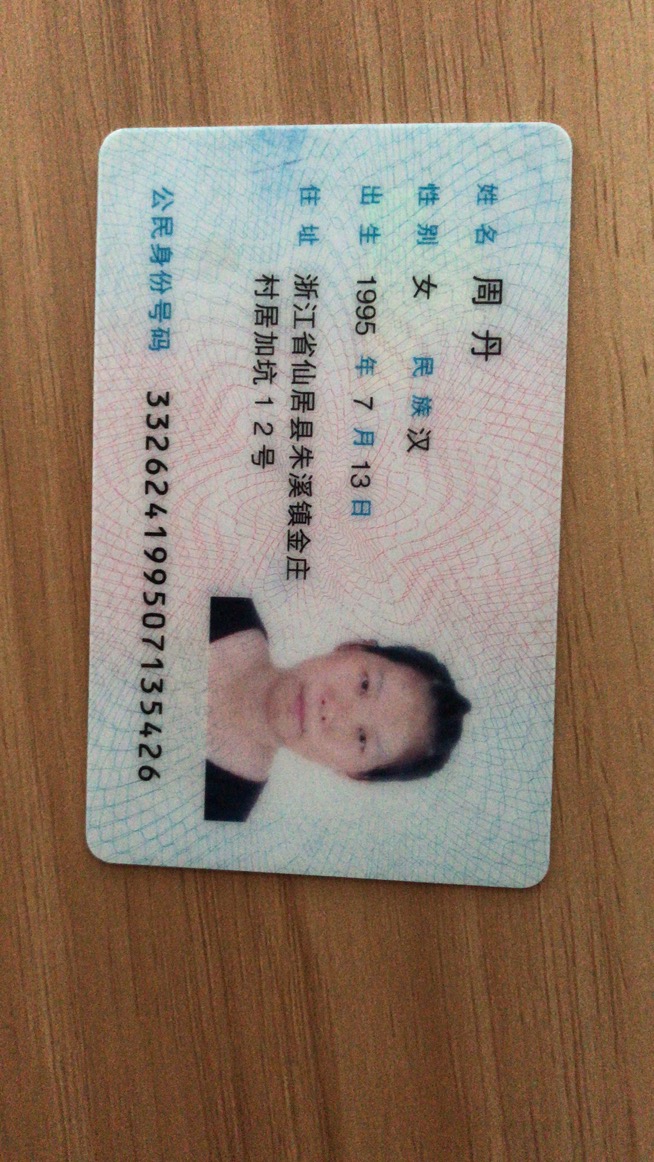 姓名 周丹
性别 女 民族 汉
出生 1995 年 7 月 13 日
住址 浙江省仙居县朱溪镇金庄
村居加坑12号
公民身份号码 332624199507135426